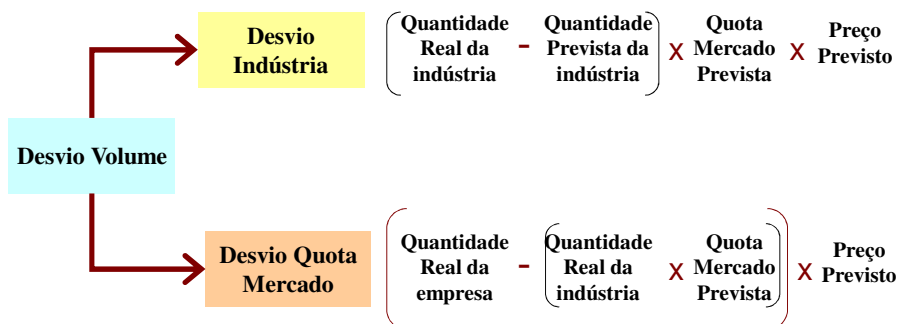 Desvio
Indústria
Quantidade
Real da
indústria
-
Quantidade
Prevista da
indústria
x
Quota
Mercado
Prevista
x
Preço
Previsto
Desvio Volume
Desvio Quota
Mercado
Quantidade
Real da
empresa
-
Quantidade
Real da
indústria
x
Quota
Mercado
Prevista
x
Preço
Previsto